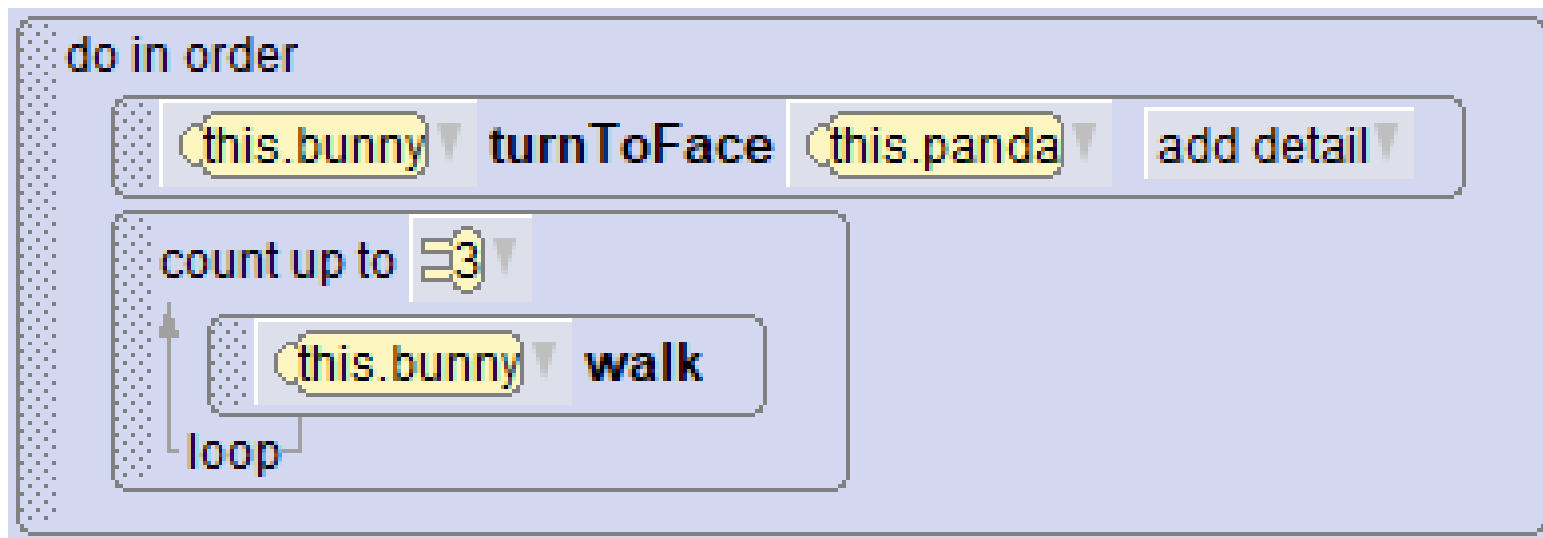 do in order
this.bunny turnToFace this.panda add detail
count up to 3
this.bunny walk
loop